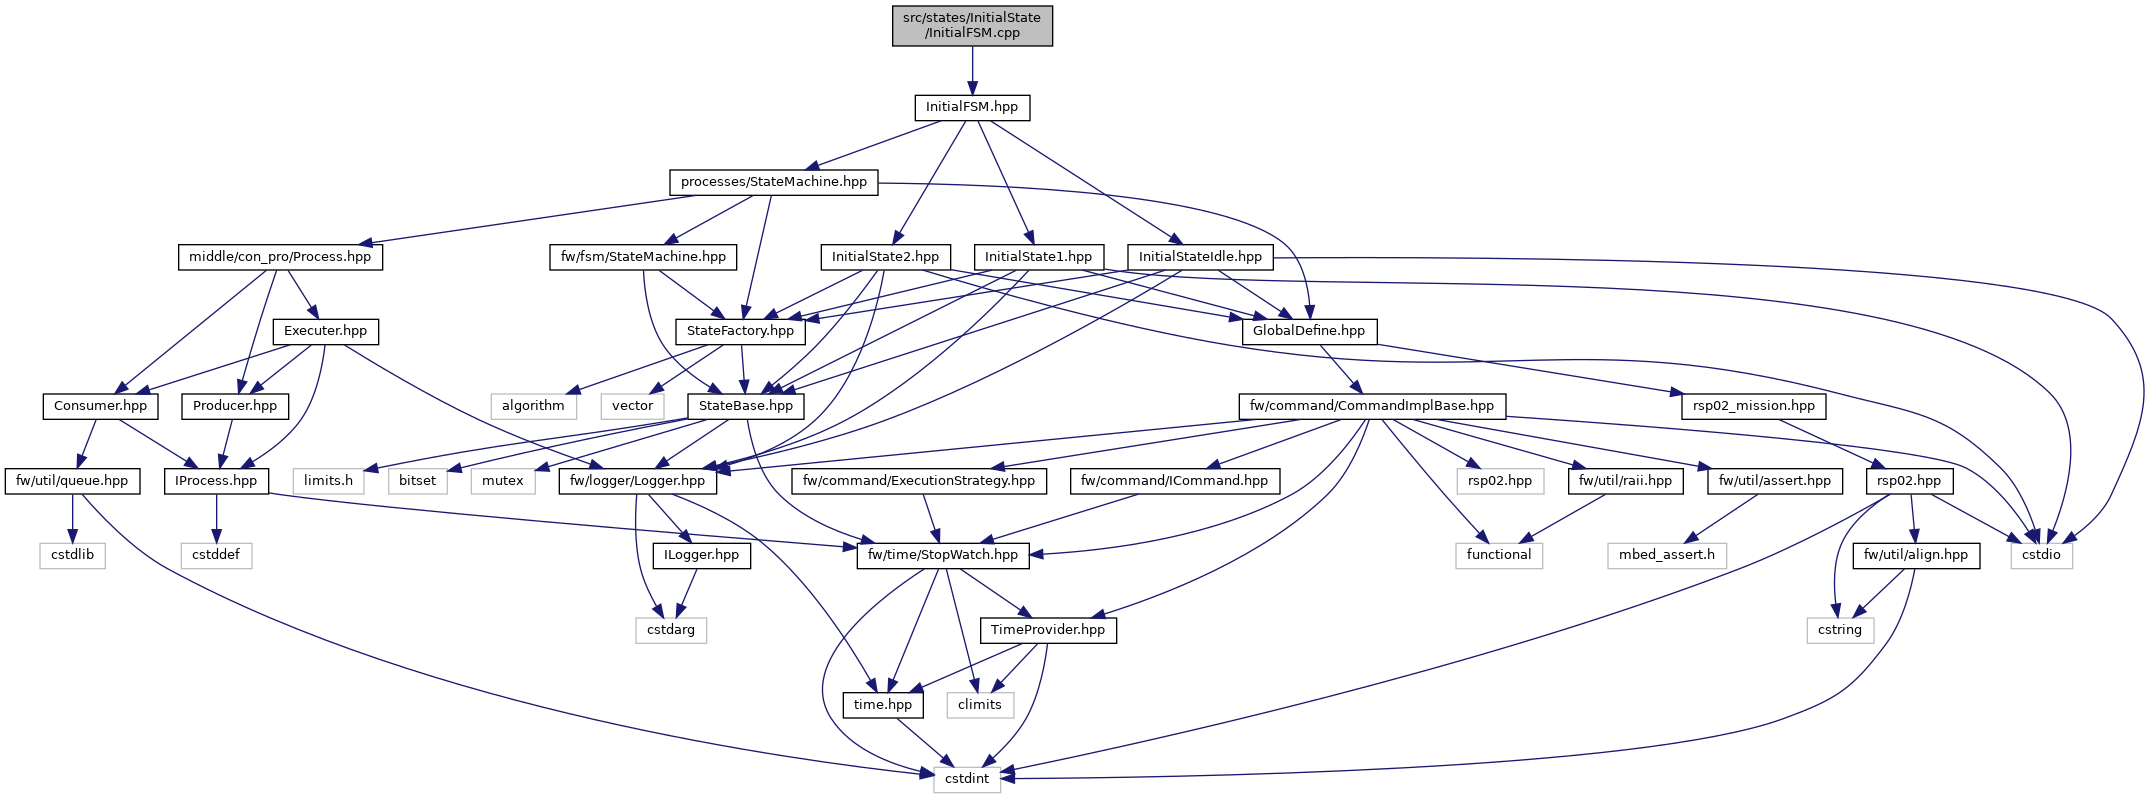 src/states/InitialState
/InitialFSM.cpp
InitialFSM.hpp
processes/StateMachine.hpp
middle/con_pro/Process.hpp
fw/fsm/StateMachine.hpp
InitialState2.hpp
InitialState1.hpp
InitialStateIdle.hpp
Executer.hpp
StateFactory.hpp
GlobalDefine.hpp
Consumer.hpp
Producer.hpp
algorithm
vector
StateBase.hpp
fw/command/CommandImplBase.hpp
rsp02_mission.hpp
fw/util/queue.hpp
IProcess.hpp
limits.h
bitset
mutex
fw/logger/Logger.hpp
fw/command/ExecutionStrategy.hpp
fw/command/ICommand.hpp
rsp02.hpp
fw/util/raii.hpp
fw/util/assert.hpp
rsp02.hpp
cstdlib
cstddef
ILogger.hpp
fw/time/StopWatch.hpp
functional
mbed_assert.h
fw/util/align.hpp
cstdio
cstdarg
TimeProvider.hpp
cstring
time.hpp
climits
cstdint